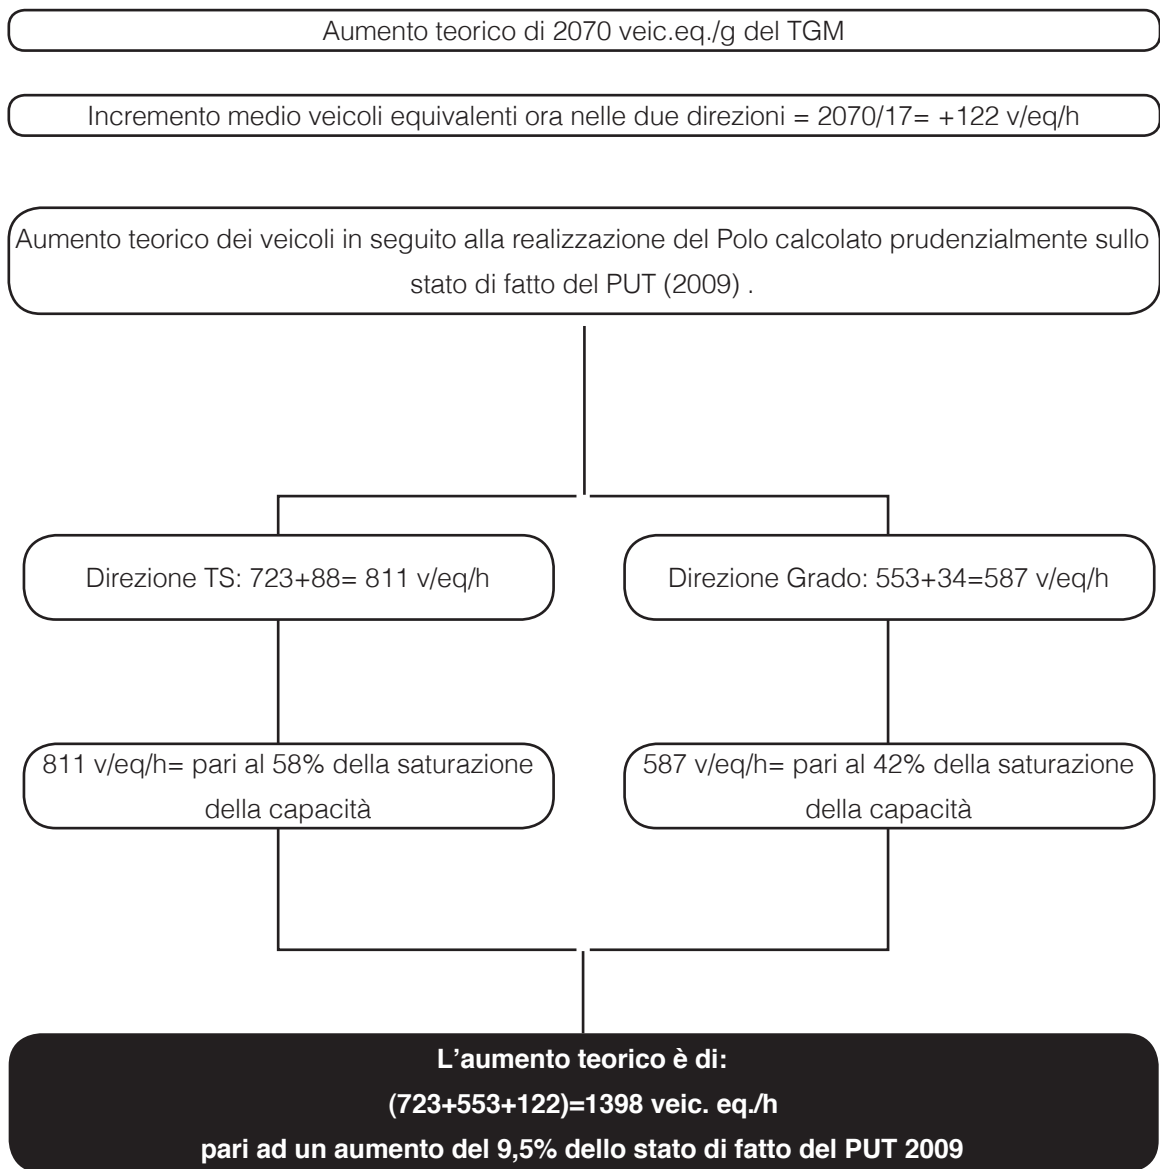 Aumento teorico di 2070 veic.eq./g del TGM
Incremento medio veicoli equivalenti ora nelle due direzioni = 2070/17= +122 v/eq/h
Aumento teorico dei veicoli in seguito alla realizzazione del Polo calcolato prudenzialmente sullo
stato di fatto del PUT (2009) .
Direzione TS: 723+88= 811 v/eq/h
Direzione Grado: 553+34=587 v/eq/h
811 v/eq/h= pari al 58% della saturazione
della capacità
587 v/eq/h= pari al 42% della saturazione
della capacità
L'aumento teorico è di:
(723+553+122)=1398 veic. eq./h
pari ad un aumento del 9,5% dello stato di fatto del PUT 2009